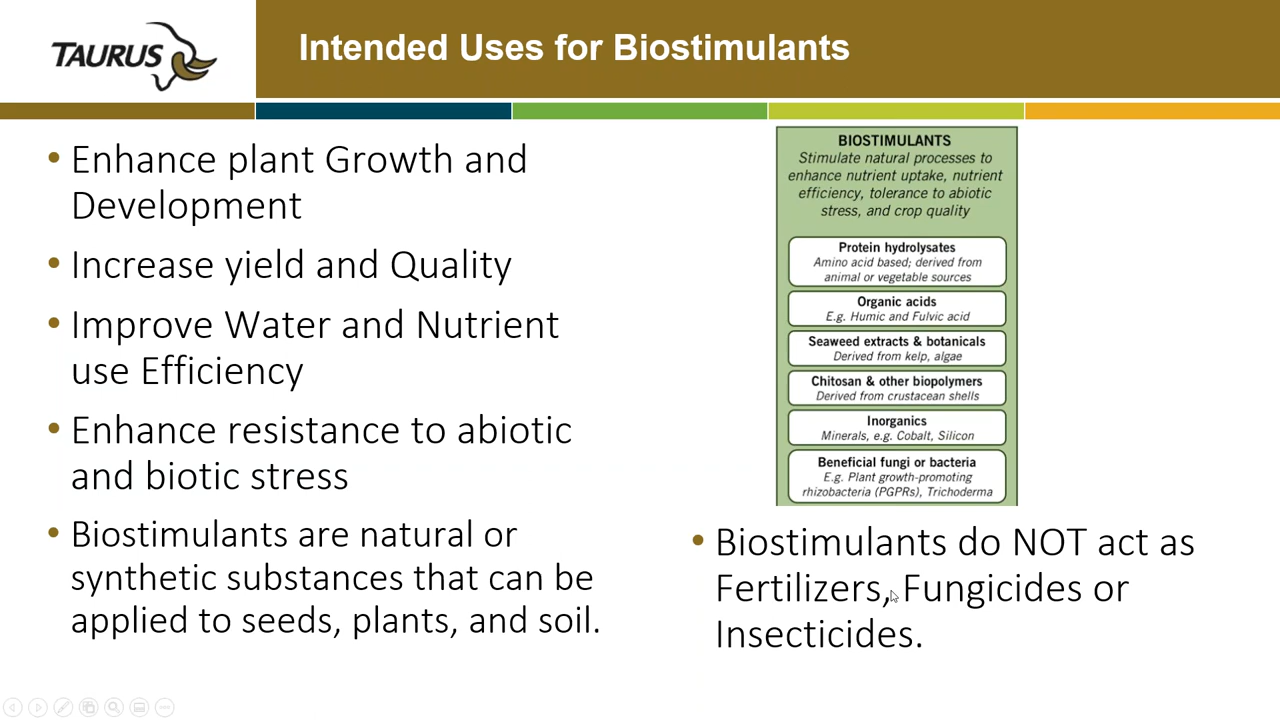 TAURUS
Intended Uses for Biostimulants
• Enhance plant Growth and
Development
• Increase yield and Quality
• Improve Water and Nutrient
use Efficiency
• Enhance resistance to abiotic
and biotic stress
• Biostimulants are natural or
synthetic substances that can be
applied to seeds, plants, and soil.
BIOSTIMULANTS
Stimulate natural processes to
enhance nutrient uptake, nutrient
efficiency, tolerance to abiotic
stress, and crop quality
Protein hydrolysates
Amino acid based; derived from
animal or vegetable sources
Organic acids
E.g. Humic and Fulvic acid
Seaweed extracts & botanicals
Derived from kelp, algae
Chitosan & other biopolymers
Derived from crustacean shells
Inorganics
Minerals, e.g. Cobalt, Silicon
Beneficial fungi or bacteria
E.g. Plant growth-promoting
rhizobacteria (PGPRs), Trichoderma
• Biostimulants do NOT act as
Fertilizers, Fungicides or
Insecticides.